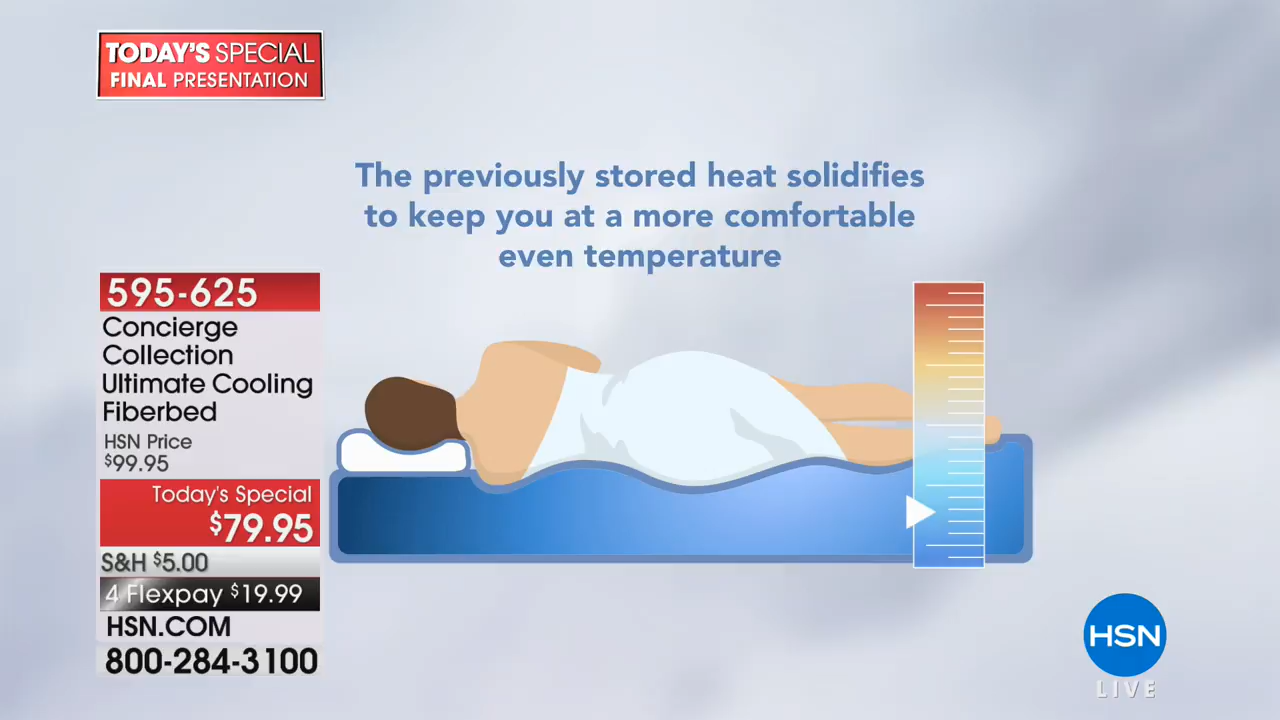 TODAY'S SPECIAL
FINAL PRESENTATION
The previously stored heat solidifies
to keep you at a more comfortable
even temperature
595-625
Concierge
Collection
Ultimate Cooling
Fiberbed
HSN Price
$99.95
Today's Special
$79.95
S&H $5.00
4 Flexpay $19.99
HSN.COM
800-284-3100
HSN
LIVE